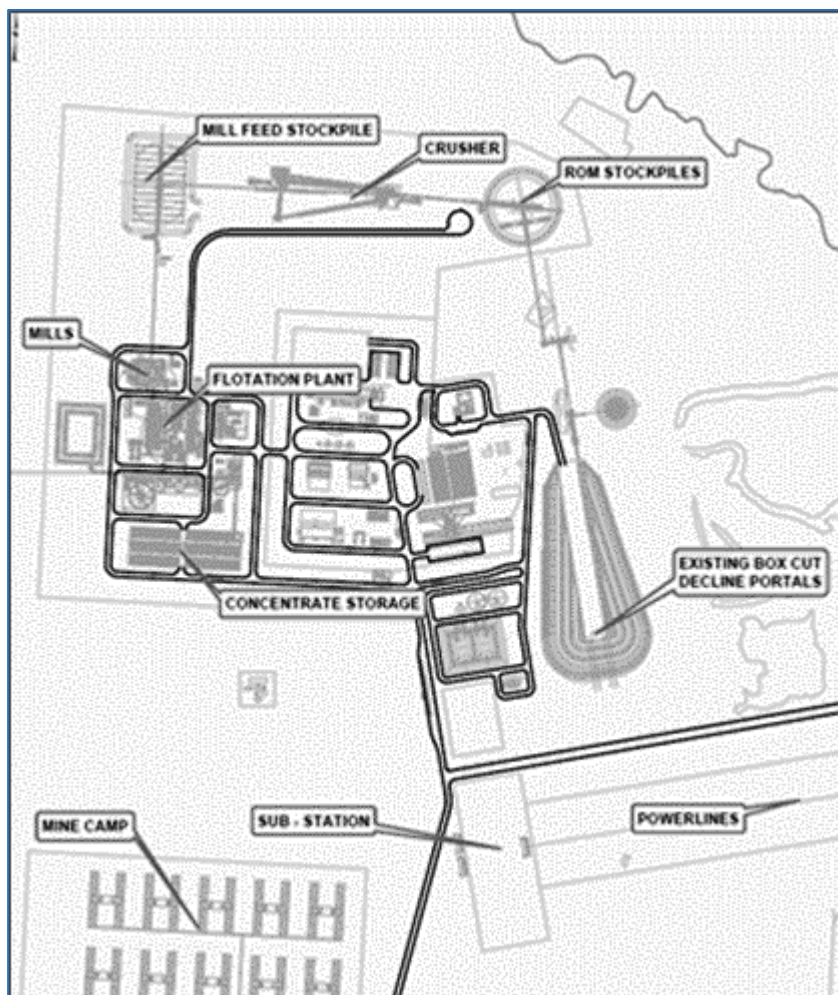 MILL FEED STOCKPILE
CRUSHER
ROM STOCKPILES
MILLS
FLOTATION PLANT
EXISTING BOX CUT
DECLINE PORTALS
CONCENTRATE STORAGE
MINE CAMP
SUB - STATION
POWERLINES